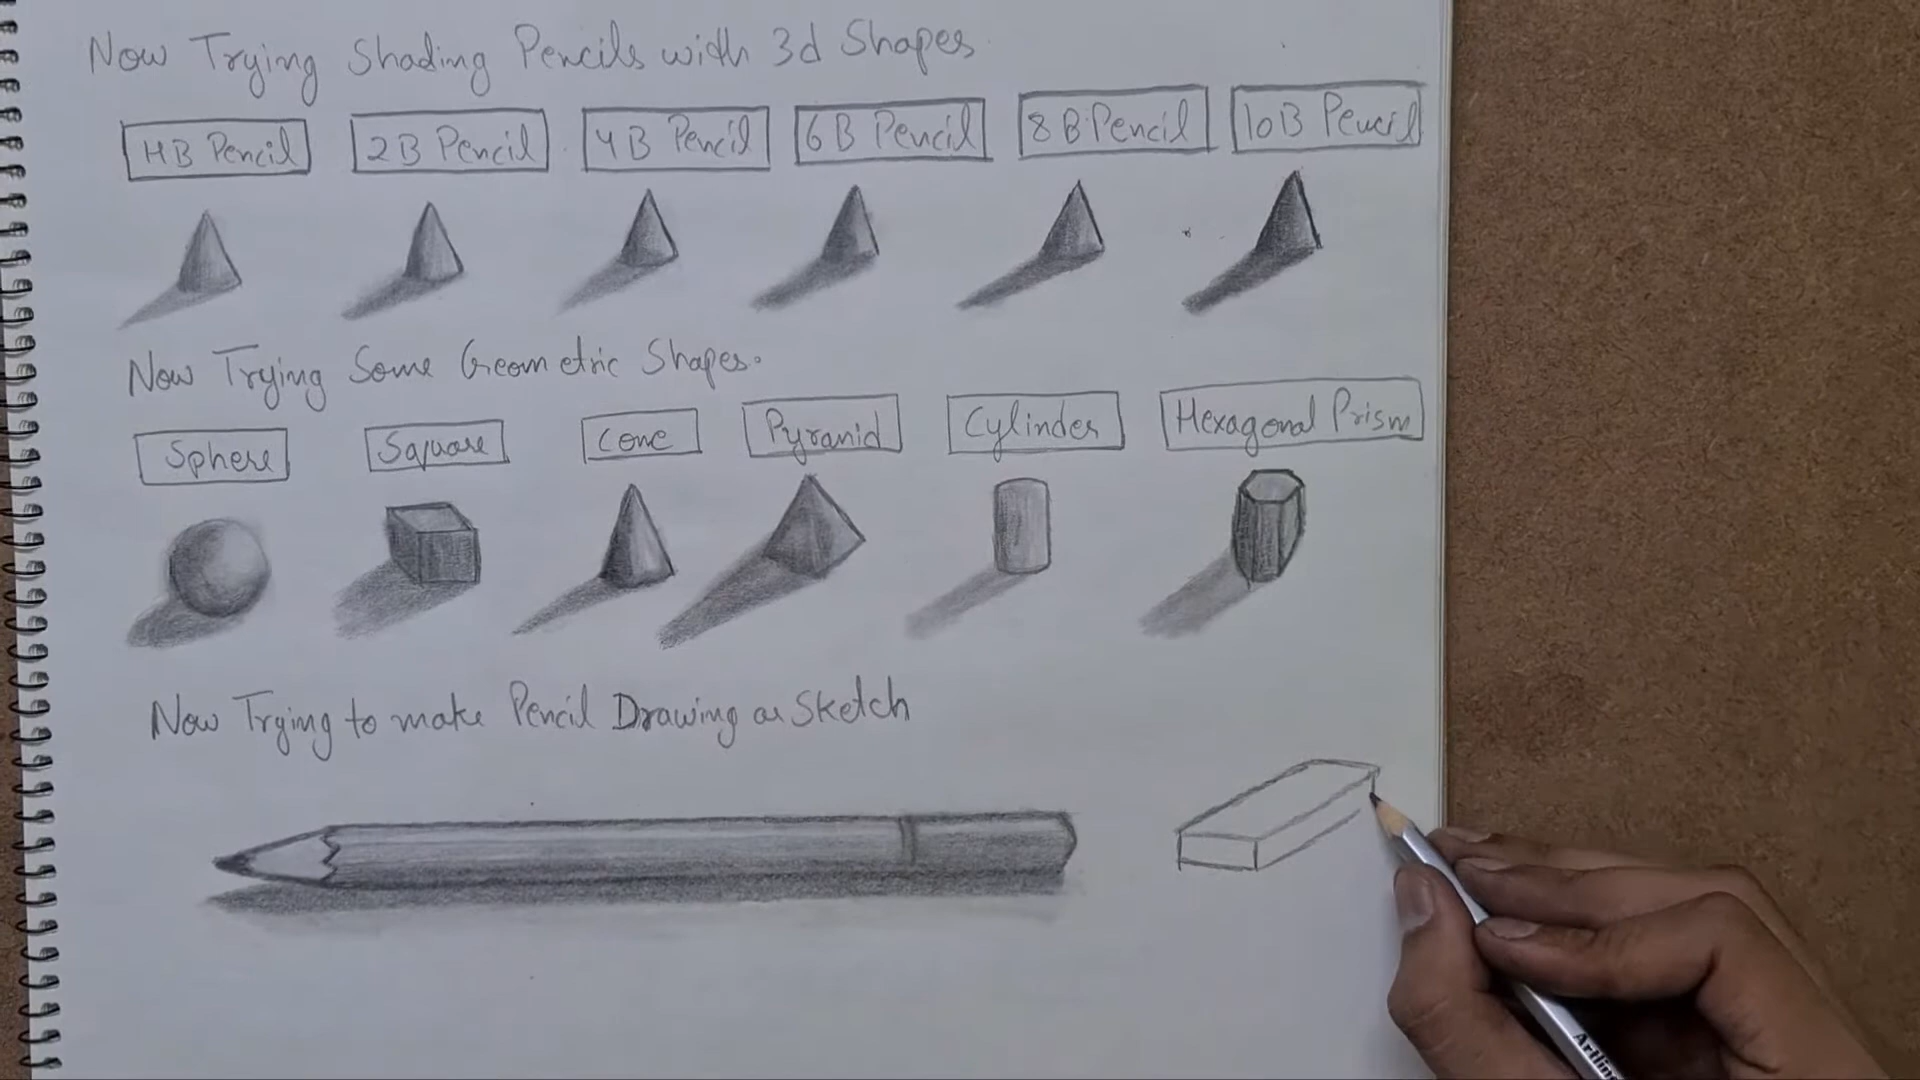 Now Trying Shading Pencils with 3d Shapes
HB Pencil 2B Pencil 4B Pencil 6B Pencil 8B Pencil 10B Pencil
Now Trying Some Geometric Shapes.
Sphere Square Cone Pyramid Cylinder Hexagonal Prism
Now Trying to make Pencil Drawing or Sketch